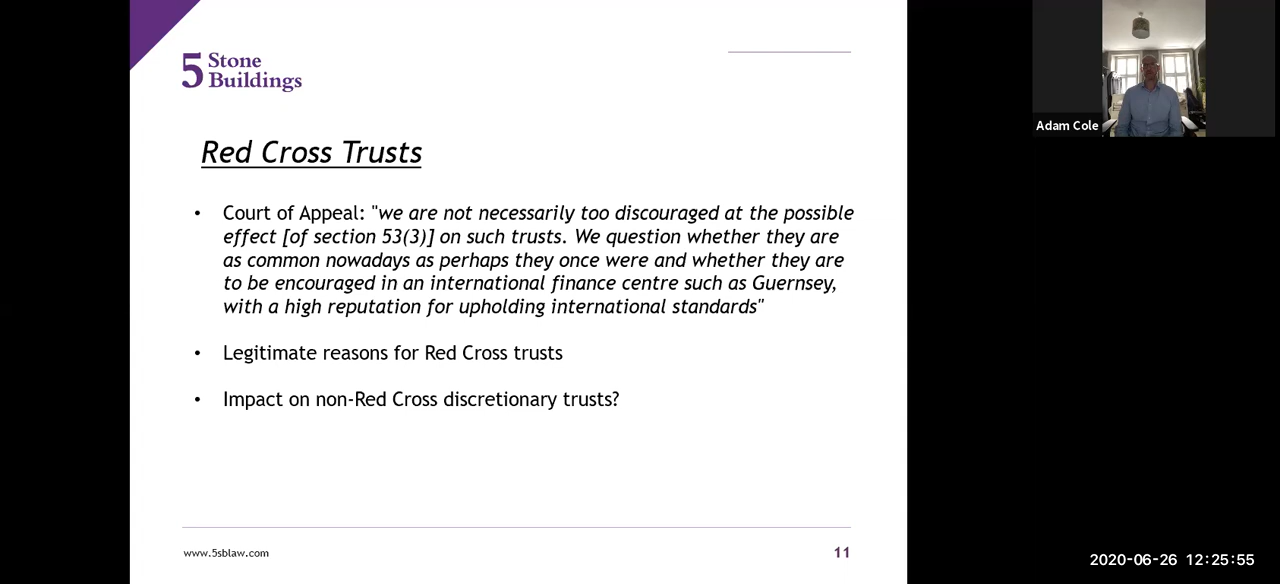 5 Stone
Buildings
Adam Cole
Red Cross Trusts
• Court of Appeal: "we are not necessarily too discouraged at the possible
effect [of section 53(3)] on such trusts. We question whether they are
as common nowadays as perhaps they once were and whether they are
to be encouraged in an international finance centre such as Guernsey,
with a high reputation for upholding international standards"
• Legitimate reasons for Red Cross trusts
• Impact on non-Red Cross discretionary trusts?
www.5sblaw.com
11
2020-06-26 12:25:55